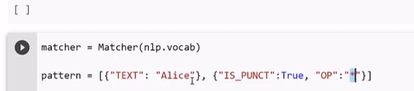 [ ]
matcher = Matcher(nlp.vocab)
pattern = [{"TEXT": "Alice"}, {"IS_PUNCT":True, "OP":"*"}]